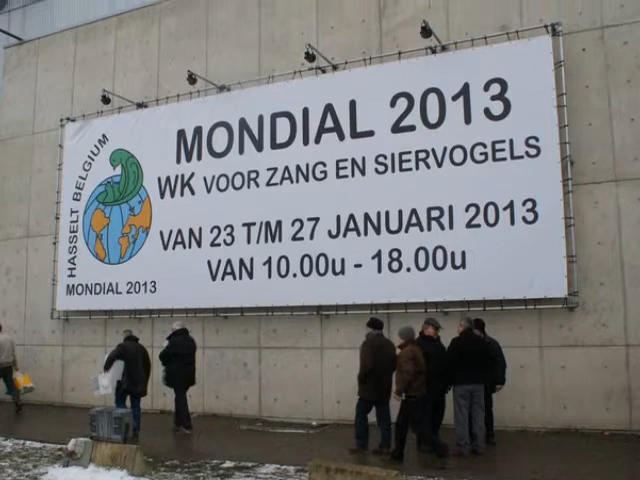 HASSELT BELGIUM
MONDIAL 2013
MONDIAL 2013
WK VOOR ZANG EN SIERVOGELS
VAN 23 T/M 27 JANUARI 2013
VAN 10.00u - 18.00u